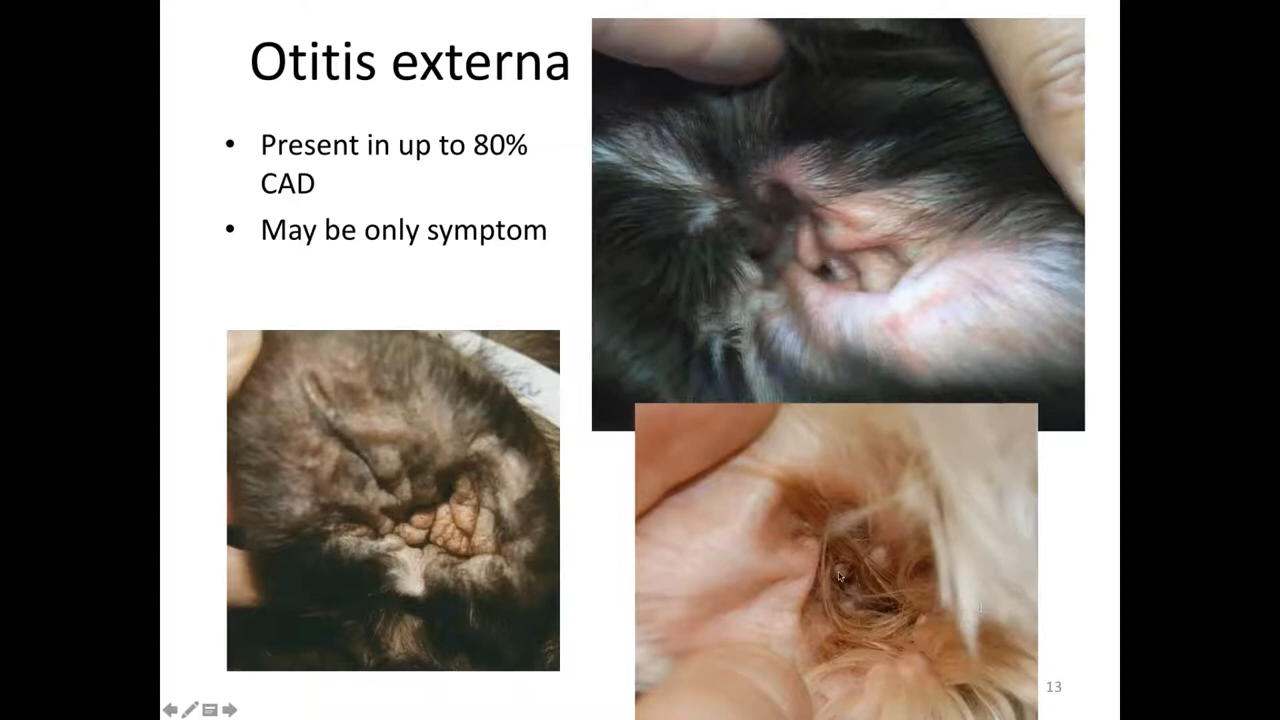 Otitis externa
• Present in up to 80%
CAD
• May be only symptom
13